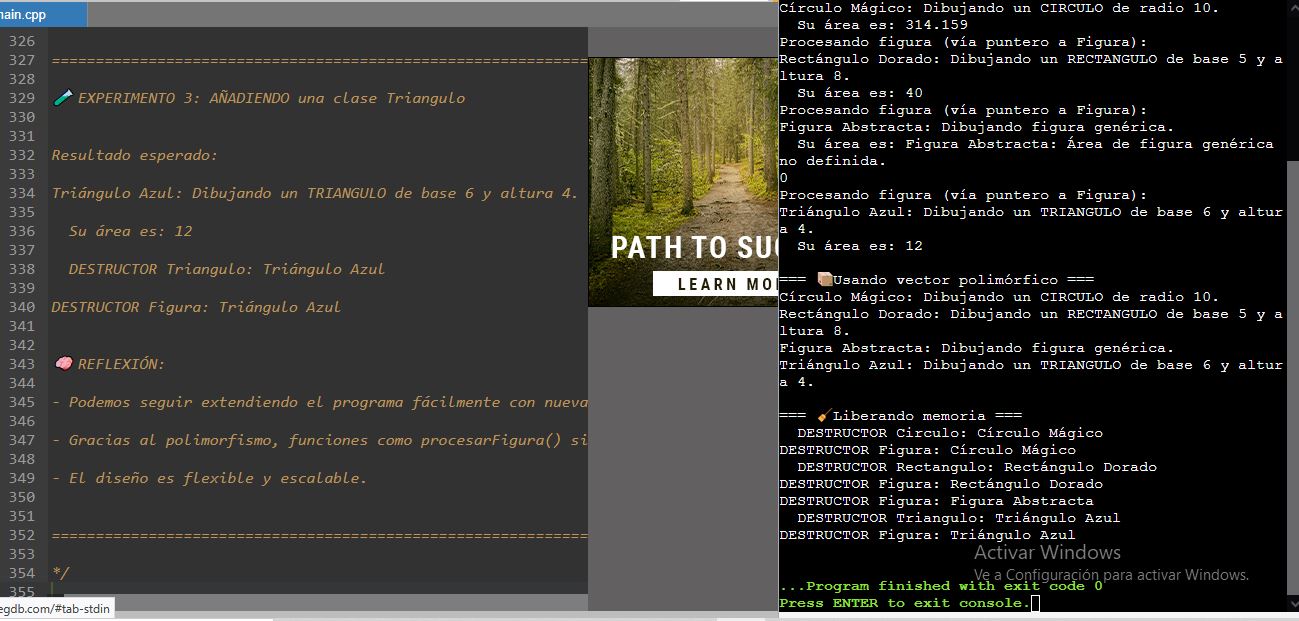 main.cpp
326
327 ============================================================
328
329 🧪 EXPERIMENTO 3: AÑADIENDO una clase Triangulo
330
331
332 Resultado esperado:
333
334 Triángulo Azul: Dibujando un TRIANGULO de base 6 y altura 4.
335
336 Su área es: 12
337
338 DESTRUCTOR Triangulo: Triángulo Azul
339
340 DESTRUCTOR Figura: Triángulo Azul
341
342
343 🧠 REFLEXIÓN:
344
345 - Podemos seguir extendiendo el programa fácilmente con nueva
346
347 - Gracias al polimorfismo, funciones como procesarFigura() si
348
349 - El diseño es flexible y escalable.
350
351
352 ============================================================
353
354 */
355
egdb.com/#tab-stdin
PATH TO SUC
LEARN MO
Círculo Mágico: Dibujando un CIRCULO de radio 10.
Su área es: 314.159
Procesando figura (vía puntero a Figura):
Rectángulo Dorado: Dibujando un RECTANGULO de base 5 y a
ltura 8.
Su área es: 40
Procesando figura (vía puntero a Figura):
Figura Abstracta: Dibujando figura genérica.
Su área es: Figura Abstracta: Área de figura genérica
no definida.
0
Procesando figura (vía puntero a Figura):
Triángulo Azul: Dibujando un TRIANGULO de base 6 y altur
a 4.
Su área es: 12
=== 📦Usando vector polimórfico ===
Círculo Mágico: Dibujando un CIRCULO de radio 10.
Rectángulo Dorado: Dibujando un RECTANGULO de base 5 y a
ltura 8.
Figura Abstracta: Dibujando figura genérica.
Triángulo Azul: Dibujando un TRIANGULO de base 6 y altur
a 4.
=== 🧹Liberando memoria ===
DESTRUCTOR Circulo: Círculo Mágico
DESTRUCTOR Figura: Círculo Mágico
DESTRUCTOR Rectangulo: Rectángulo Dorado
DESTRUCTOR Figura: Rectángulo Dorado
DESTRUCTOR Figura: Figura Abstracta
DESTRUCTOR Triangulo: Triángulo Azul
DESTRUCTOR Figura: Triángulo Azul
Activar Windows
Ve a Configuración para activar Windows.
...Program finished with exit code 0
Press ENTER to exit console.